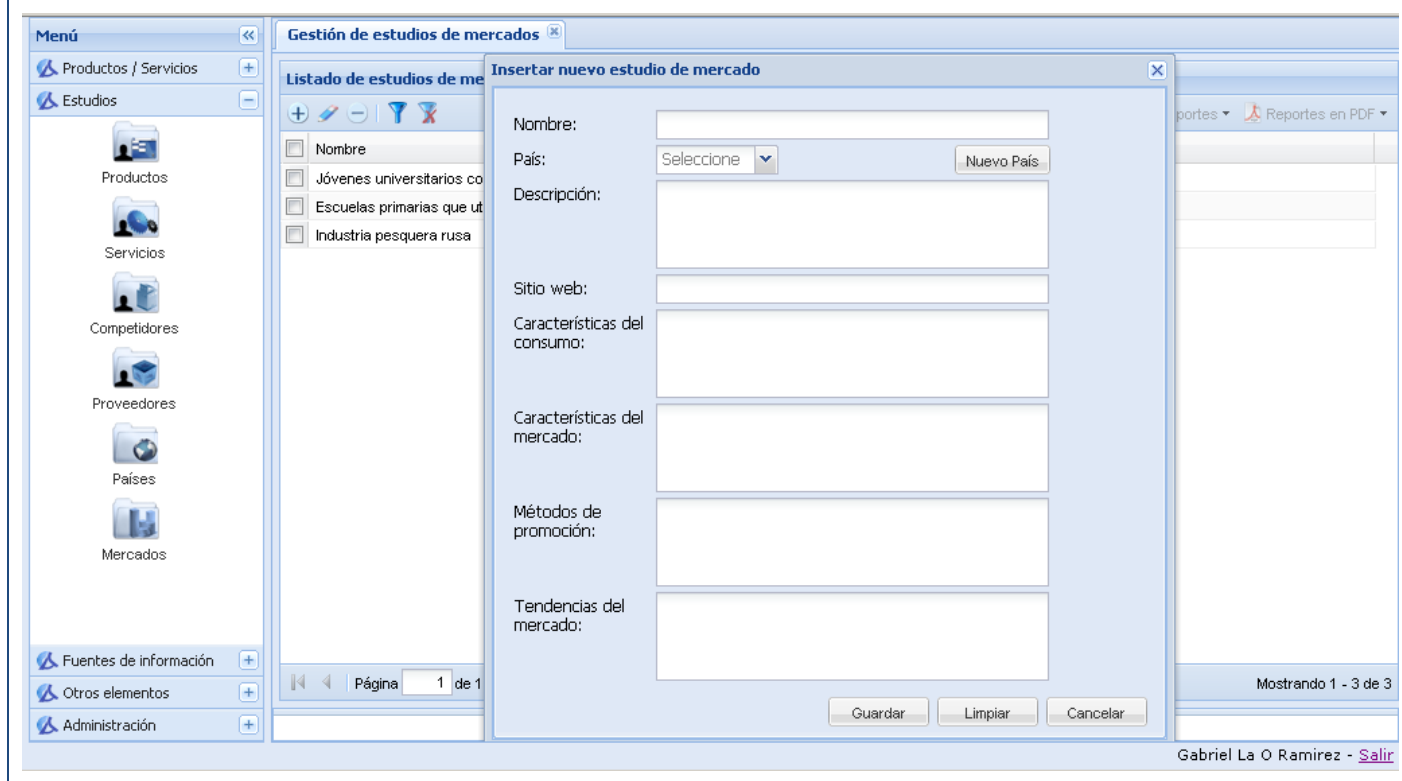 Menú
Productos / Servicios
Estudios
Productos
Servicios
Competidores
Proveedores
Países
Mercados
Fuentes de información
Otros elementos
Administración
Gestión de estudios de mercados
Listado de estudios de me
portes
Reportes en PDF
Nombre
Jóvenes universitarios co
Escuelas primarias que ut
Industria pesquera rusa
Página 1 de 1
Mostrando 1 - 3 de 3
Insertar nuevo estudio de mercado
Nombre:
País: Seleccione Nuevo País
Descripción:
Sitio web:
Características del
consumo:
Características del
mercado:
Métodos de
promoción:
Tendencias del
mercado:
Guardar Limpiar Cancelar
Gabriel La O Ramirez - Salir